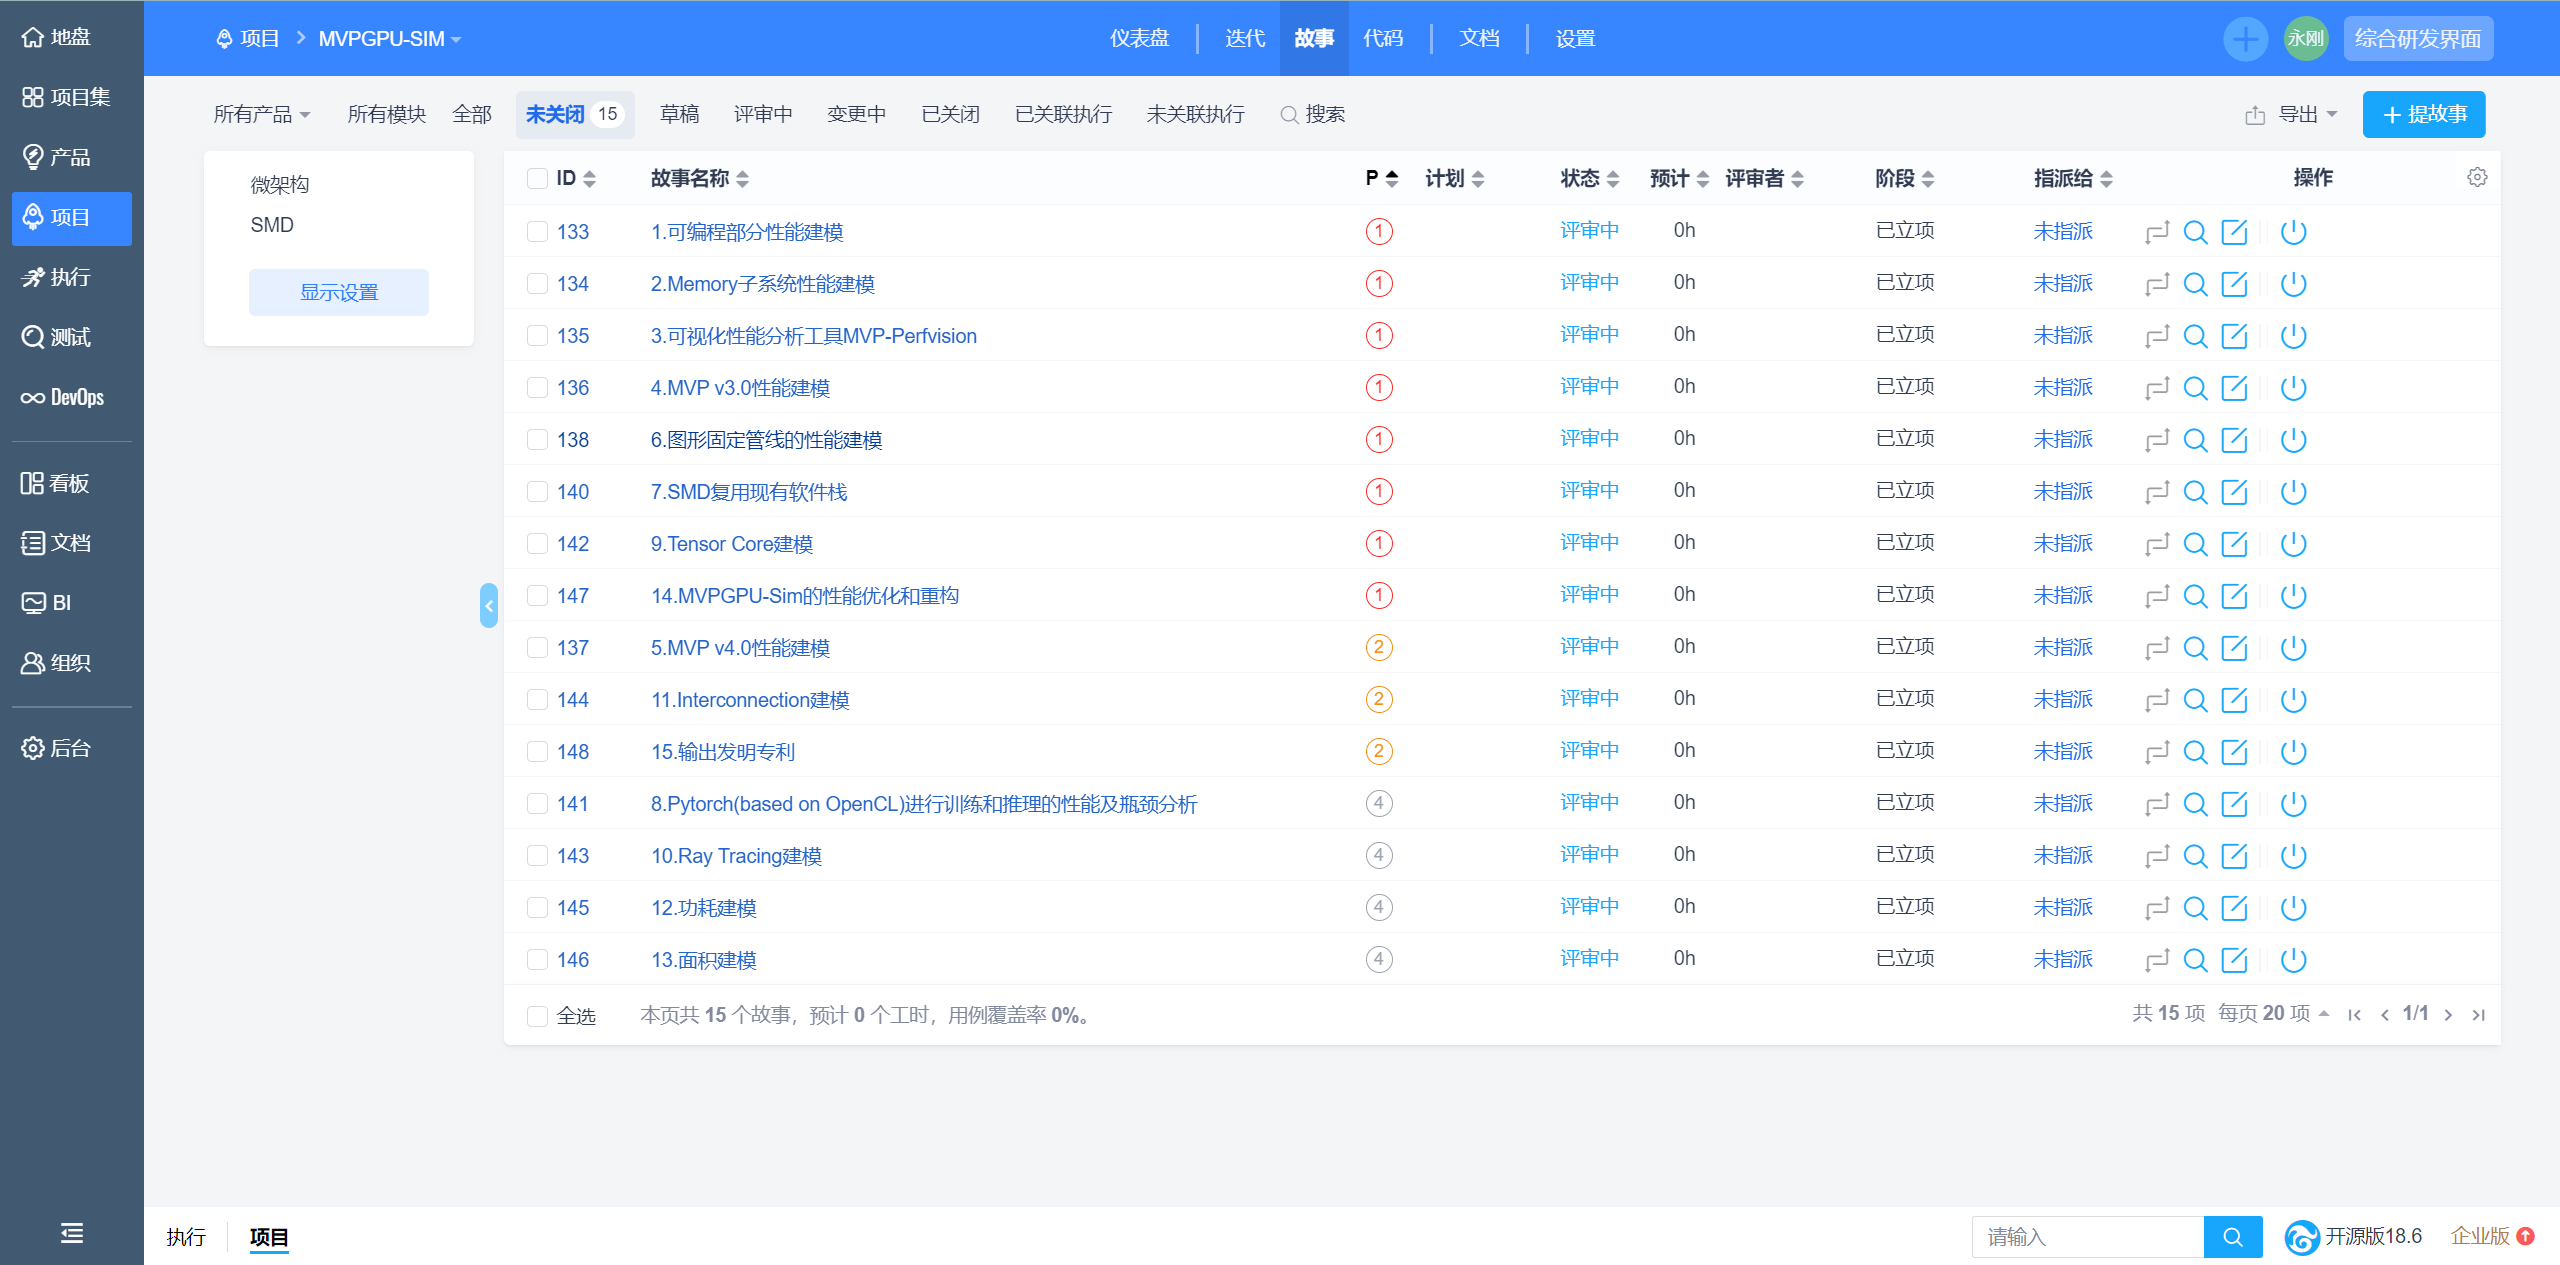 地盘
项目集
产品
项目
执行
测试
DevOps
看板
文档
BI
组织
后台
项目 > MVPGPU-SIM
仪表盘 迭代 故事 代码 文档 设置
永刚 综合研发界面
所有产品 所有模块 全部 未关闭 15 草稿 评审中 变更中 已关闭 已关联执行 未关联执行 搜索 导出 提故事
微架构
SMD
显示设置
ID 故事名称 P 计划 状态 预计 评审者 阶段 指派给 操作
133 1.可编程部分性能建模 1 评审中 0h 已立项 未指派
134 2.Memory子系统性能建模 1 评审中 0h 已立项 未指派
135 3.可视化性能分析工具MVP-Perfvision 1 评审中 0h 已立项 未指派
136 4.MVP v3.0性能建模 1 评审中 0h 已立项 未指派
138 6.图形固定管线的性能建模 1 评审中 0h 已立项 未指派
140 7.SMD复用现有软件栈 1 评审中 0h 已立项 未指派
142 9.Tensor Core建模 1 评审中 0h 已立项 未指派
147 14.MVPGPU-Sim的性能优化和重构 1 评审中 0h 已立项 未指派
137 5.MVP v4.0性能建模 2 评审中 0h 已立项 未指派
144 11.Interconnection建模 2 评审中 0h 已立项 未指派
148 15.输出发明专利 2 评审中 0h 已立项 未指派
141 8.Pytorch(based on OpenCL)进行训练和推理的性能及瓶颈分析 4 评审中 0h 已立项 未指派
143 10.Ray Tracing建模 4 评审中 0h 已立项 未指派
145 12.功耗建模 4 评审中 0h 已立项 未指派
146 13.面积建模 4 评审中 0h 已立项 未指派
全选 本页共 15 个故事，预计 0 个工时，用例覆盖率 0%。 共 15 项 每页 20 项 1/1
执行 项目 请输入 开源版18.6 企业版